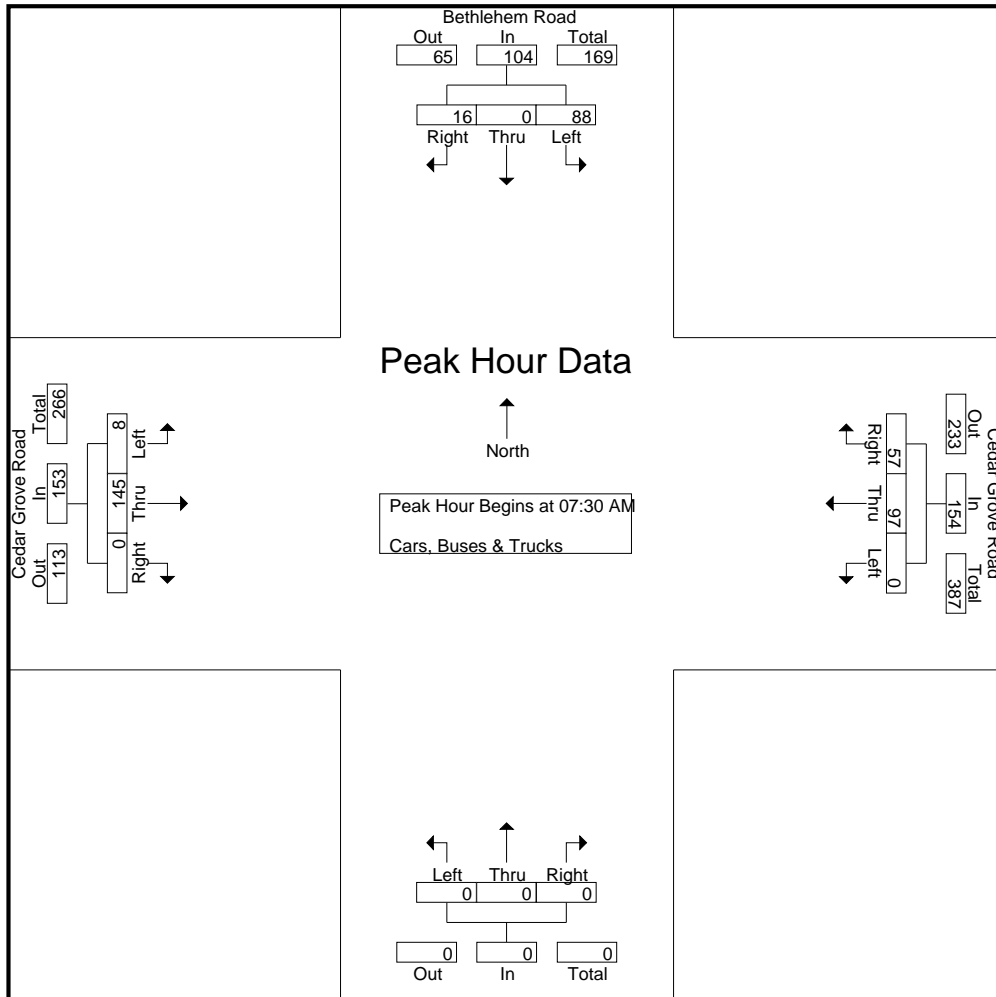 Bethlehem Road
Out In Total
65 104 169
16 0 88
Right Thru Left
Peak Hour Data
North
Peak Hour Begins at 07:30 AM
Cars, Buses & Trucks
Cedar Grove Road
Out In Total
113 153 266
Right Thru Left
0 145 8
Cedar Grove Road
Out In Total
233 154 387
Right Thru Left
57 97 0
Left Thru Right
0 0 0
0 0 0
Out In Total